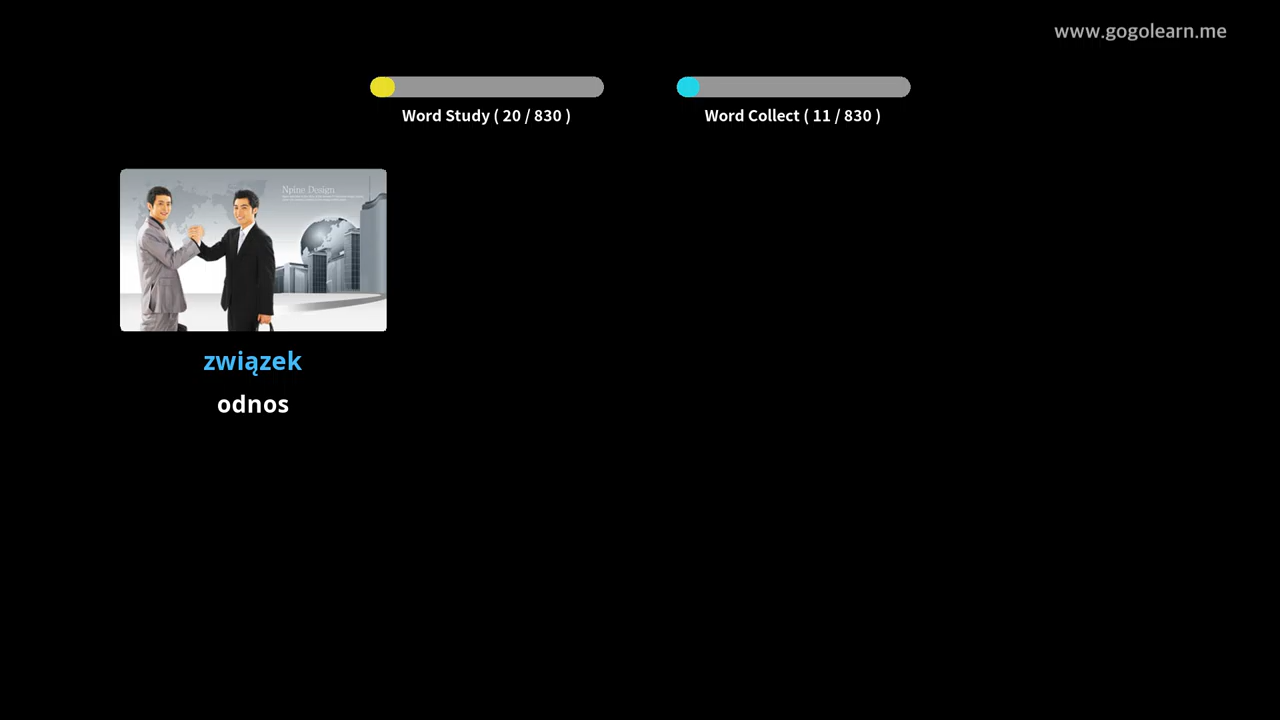 www.gogolearn.me
Word Study ( 20 / 830 )
Word Collect ( 11 / 830 )
Npine Design
związek
odnos